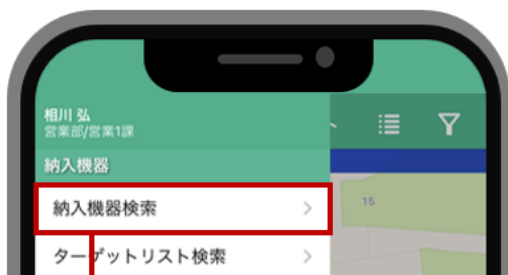 相川 弘
営業部/営業1課
納入機器
納入機器検索
15
ターゲットリスト検索